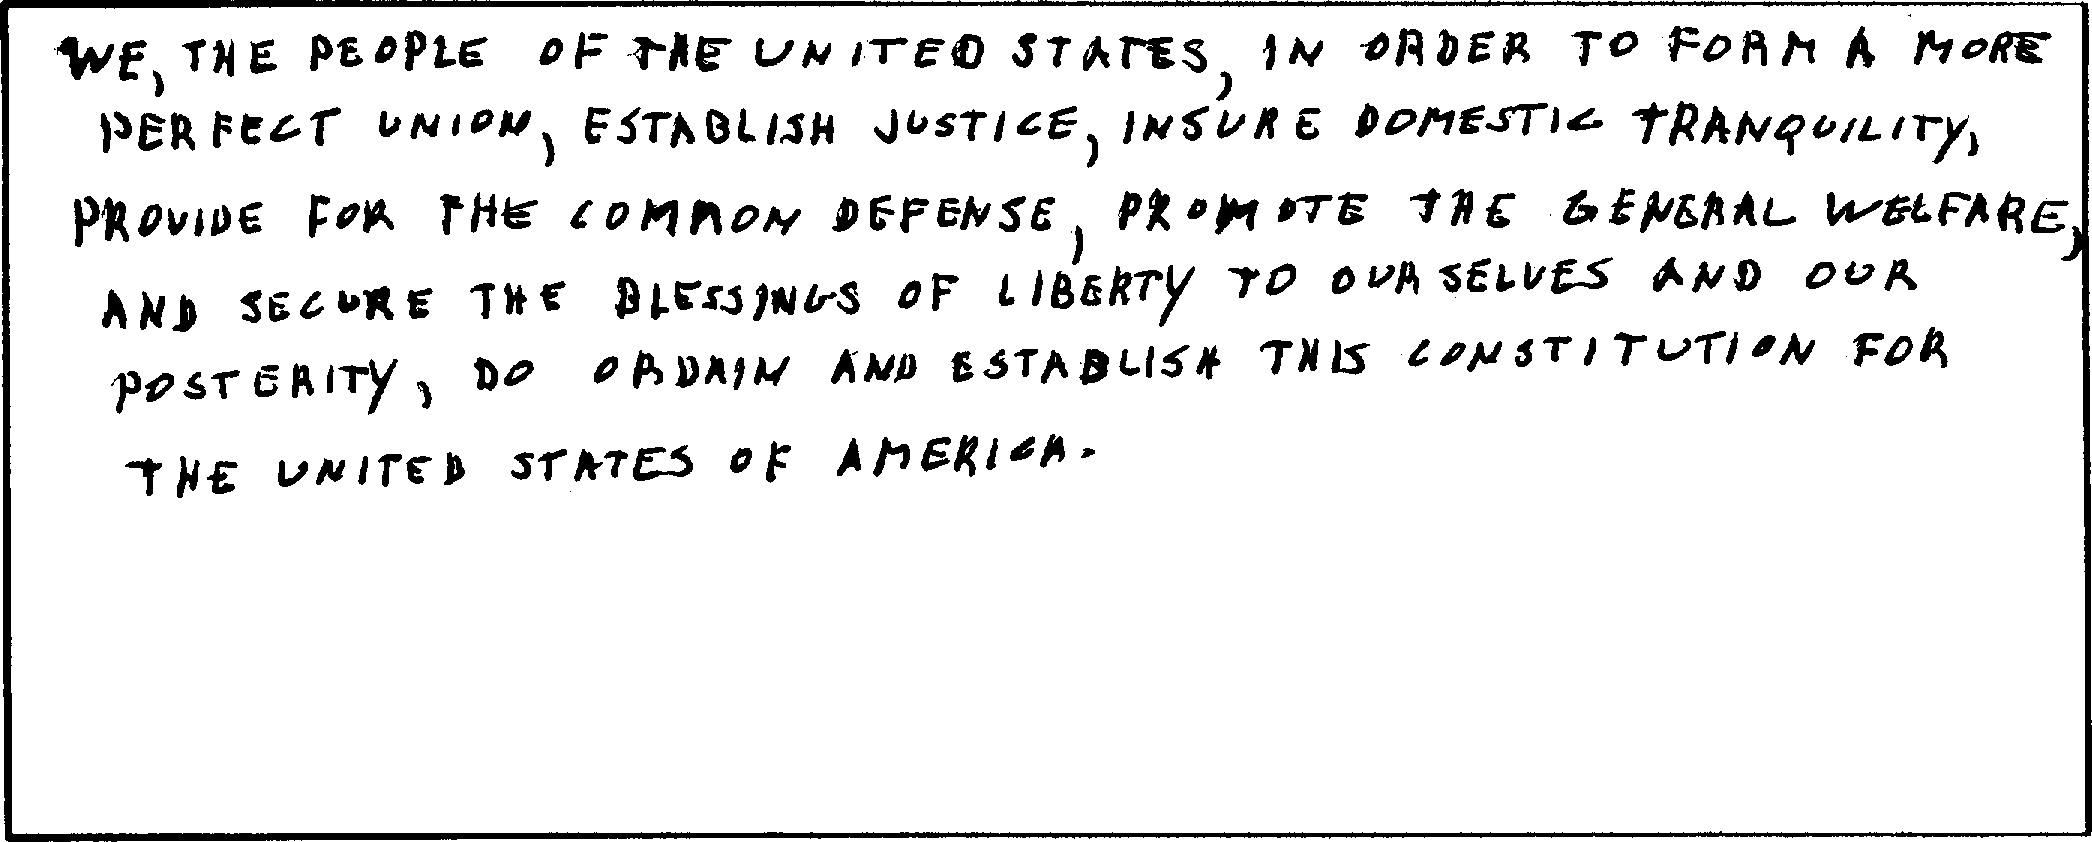 WE, THE PEOPLE OF THE UNITED STATES, IN ORDER TO FORM A MORE
PERFECT UNION, ESTABLISH JUSTICE, INSURE DOMESTIC TRANQUILITY,
PROVIDE FOR THE COMMON DEFENSE, PROMOTE THE GENERAL WELFARE,
AND SECURE THE BLESSINGS OF LIBERTY TO OURSELVES AND OUR
POSTERITY, DO ORDAIN AND ESTABLISH THIS CONSTITUTION FOR
THE UNITED STATES OF AMERICA.